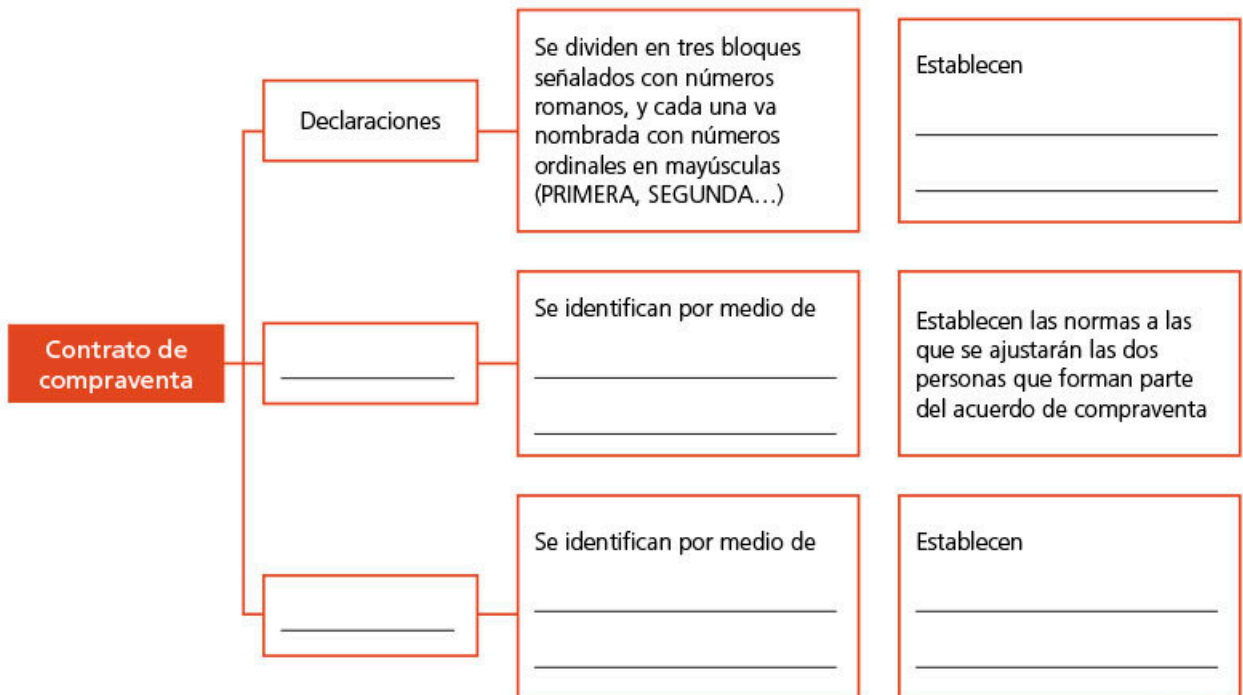 Contrato de
compraventa
Declaraciones
Se dividen en tres bloques
señalados con números
romanos, y cada una va
nombrada con números
ordinales en mayúsculas
(PRIMERA, SEGUNDA...)
Establecen
Se identifican por medio de
Establecen las normas a las
que se ajustarán las dos
personas que forman parte
del acuerdo de compraventa
Se identifican por medio de
Establecen